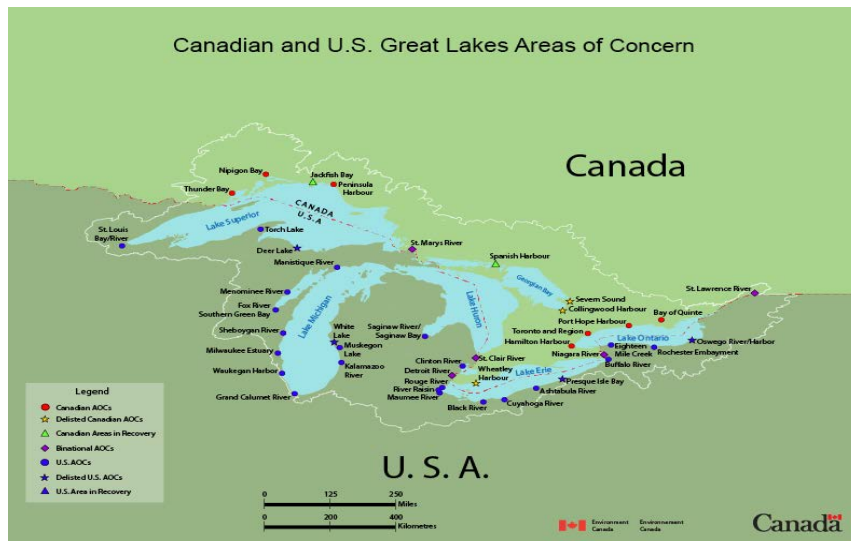 Canadian and U.S. Great Lakes Areas of Concern
Canada
Nipigon Bay
Jackfish Bay
Thunder Bay
Peninsula
Harbour
CANADA
U.S.A
Lake Superior
St. Louis
Bay/River
Torch Lake
Deer Lake
St. Marys River
Manistique River
Spanish Harbour
Georgian Bay
St. Lawrence River
Menominee River
Fox River
Southern Green Bay
Lake Michigan
Lake Huron
Severn Sound
Collingwood Harbour
Bay of Quinte
Port Hope Harbour
Toronto and Region
Hamilton Harbour
Lake Ontario
Sheboygan River
White
Lake
Muskegon
Lake
Saginaw River/
Saginaw Bay
Milwaukee Estuary
Kalamazoo
River
Waukegan Harbor
Grand Calumet River
Clinton River
St. Clair River
Detroit River
Rouge River
River Raisin
Maumee River
Wheatley
Harbour
Lake Erie
Niagara River
Eighteen
Mile Creek
Buffalo River
Rochester Embayment
Oswego River/Harbor
Presque Isle Bay
Ashtabula River
Cuyahoga River
Black River
U. S. A.
Legend
Canadian AOCs
Delisted Canadian AOCs
Canadian Areas in Recovery
Binational AOCs
U.S. AOCs
Delisted U.S. AOCs
U.S. Area in Recovery
0 125 250
Miles
0 200 400
Kilometres
Environment
Canada
Environnement
Canada
Canada